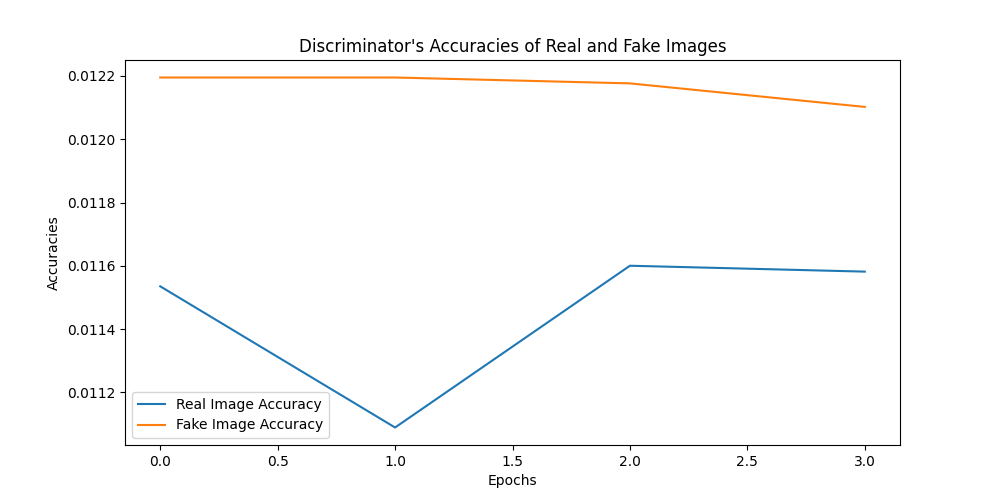 Discriminator's Accuracies of Real and Fake Images
0.0122
0.0120
0.0118
0.0116
0.0114
0.0112
Accuracies
Real Image Accuracy
Fake Image Accuracy
0.0 0.5 1.0 1.5 2.0 2.5 3.0
Epochs